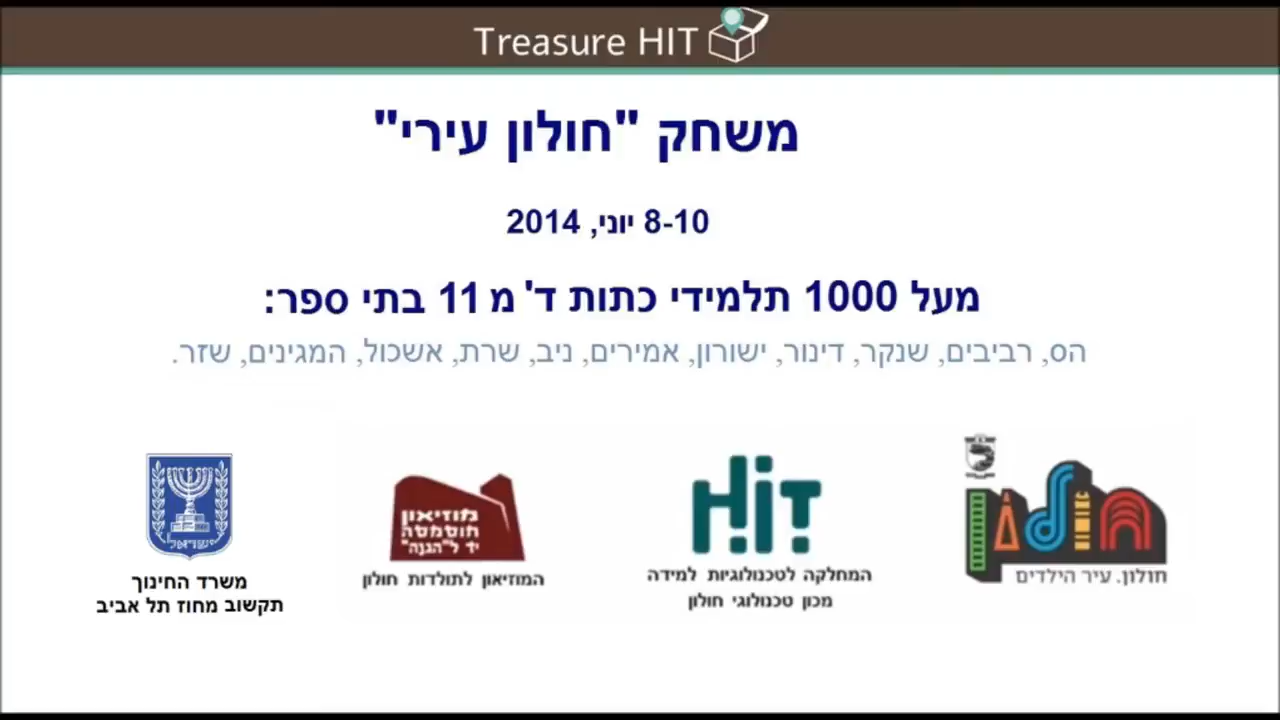 Treasure HIT
משחק "חולון עירי"
8-10 יוני, 2014
מעל 1000 תלמידי כתות ד' מ 11 בתי ספר:
הס, רביבים, שנקר, דינור, ישורון, אמירים, ניב, שרת, אשכול, המגינים, שזר.
חולון
חולון. עיר הילדים
HiT
המחלקה לטכנולוגיות למידה
מכון טכנולוגי חולון
מוזיאון
חוסמסה
יד ל"הגנה"
המוזיאון לתולדות חולון
ישראל
משרד החינוך
תקשוב מחוז תל אביב